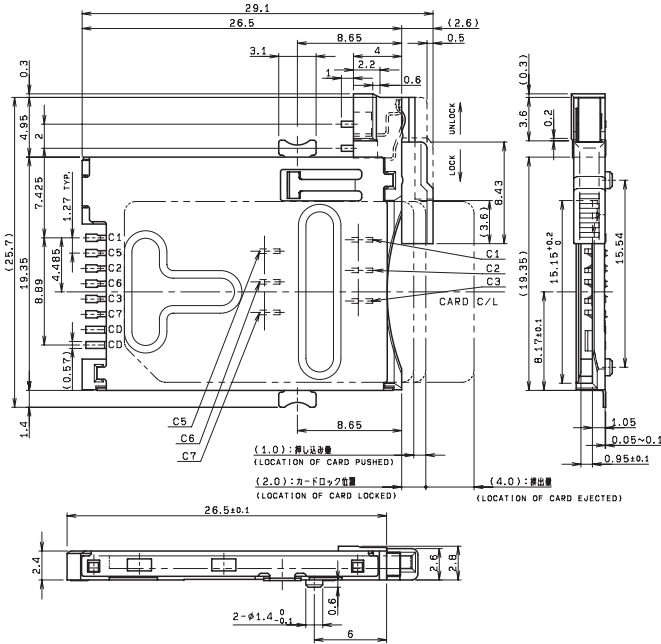 29.1
26.5
(2.6)
8.65
0.5
3.1
4
2.2
1
0.6
0.3
4.95
2
7.425
1.27 TYP.
4.485
8.89
(25.7)
19.35
(0.57)
1.4
C1
C5
C2
C6
C3
C7
CD
CD
UNLOCK
LOCK
8.43
(3.6)
C1
C2
C3
CARD C/L
C5
C6
C7
8.65
(1.0):押し込み量
(LOCATION OF CARD PUSHED)
(2.0):カードロック位置
(LOCATION OF CARD LOCKED)
(4.0):排出量
(LOCATION OF CARD EJECTED)
(0.3)
3.6
0.2
(19.35)
15.15 +0.2 0
15.54
8.17±0.1
1.05
0.05~0.1
0.95±0.1
26.5±0.1
2.4
2.6
2.8
0.6
2-φ1.4 0 -0.1
6